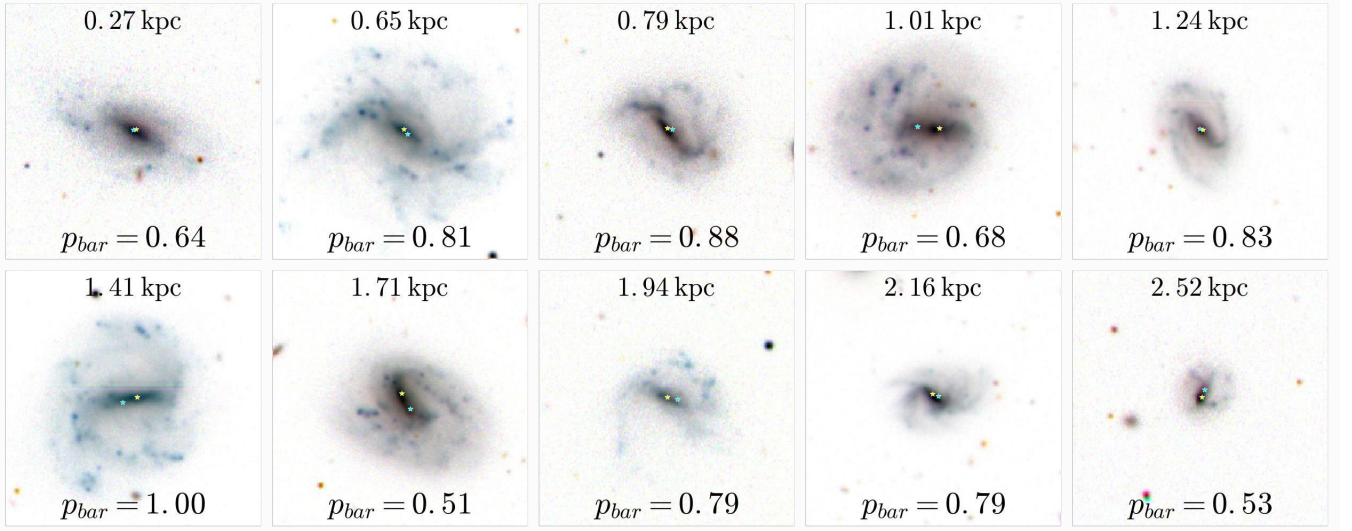 0.27 kpc
0.65 kpc
0.79 kpc
1.01 kpc
1.24 kpc
p_bar = 0.64
p_bar = 0.81
p_bar = 0.88
p_bar = 0.68
p_bar = 0.83
1.41 kpc
1.71 kpc
1.94 kpc
2.16 kpc
2.52 kpc
p_bar = 1.00
p_bar = 0.51
p_bar = 0.79
p_bar = 0.79
p_bar = 0.53